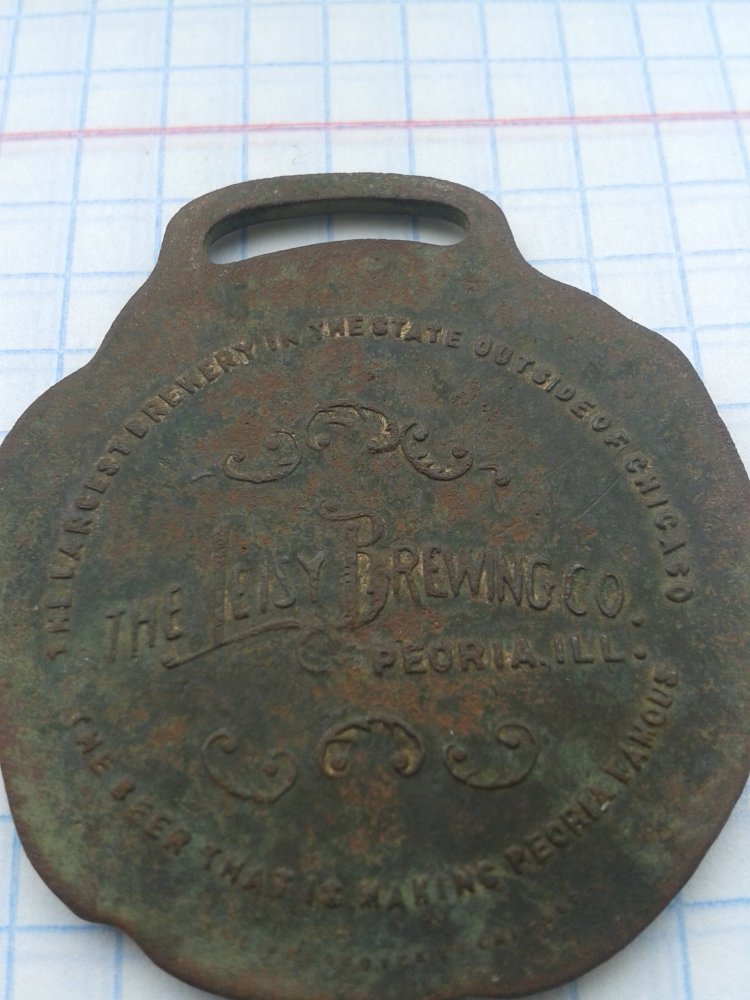 THE LARGEST BREWERY IN THE STATE OUTSIDE OF CHICAGO
THE LEISY BREWING CO.
PEORIA, ILL.
THE BEER THAT IS MAKING PEORIA FAMOUS